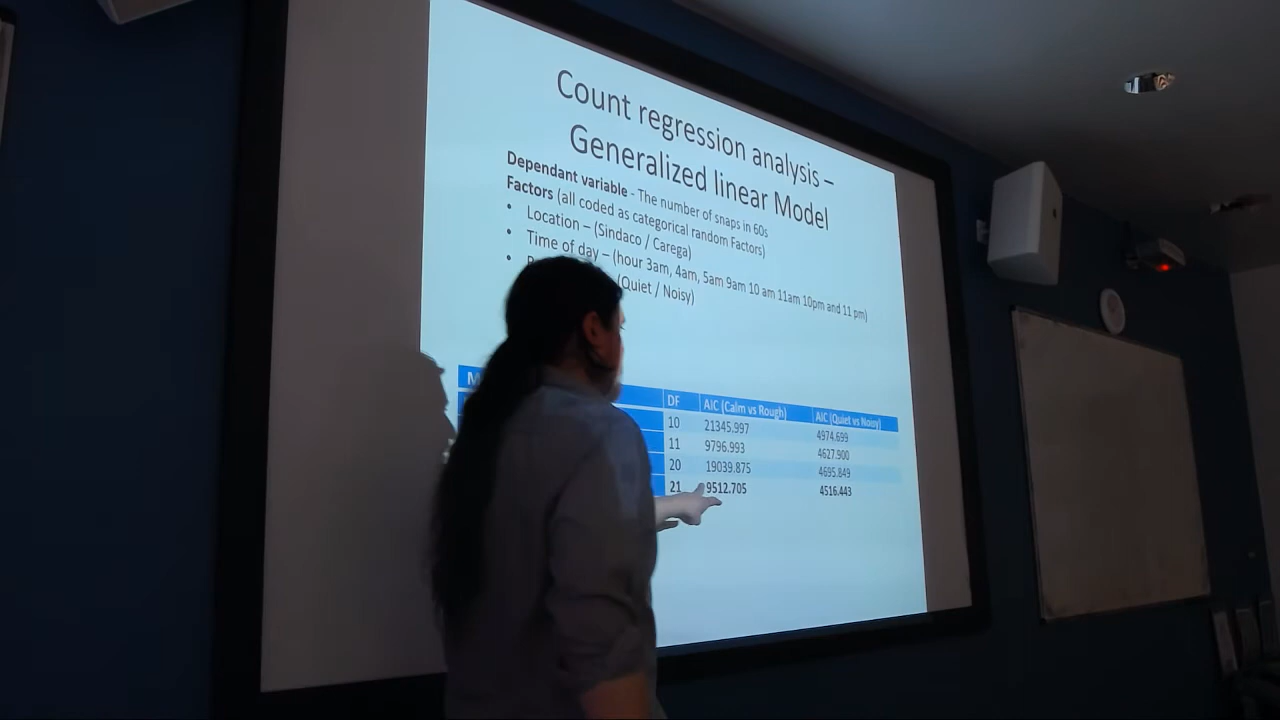 Count regression analysis –
Generalized linear Model
Dependant variable - The number of snaps in 60s
Factors (all coded as categorical random Factors)
• Location – (Sindaco / Carega)
• Time of day – (hour 3am, 4am, 5am 9am 10 am 11am 10pm and 11 pm)
• (Quiet / Noisy)
DF AIC (Calm vs Rough) AIC (Quiet vs Noisy)
10 21345.997 4974.699
11 9796.993 4627.900
20 19039.875 4695.849
21 9512.705 4516.443